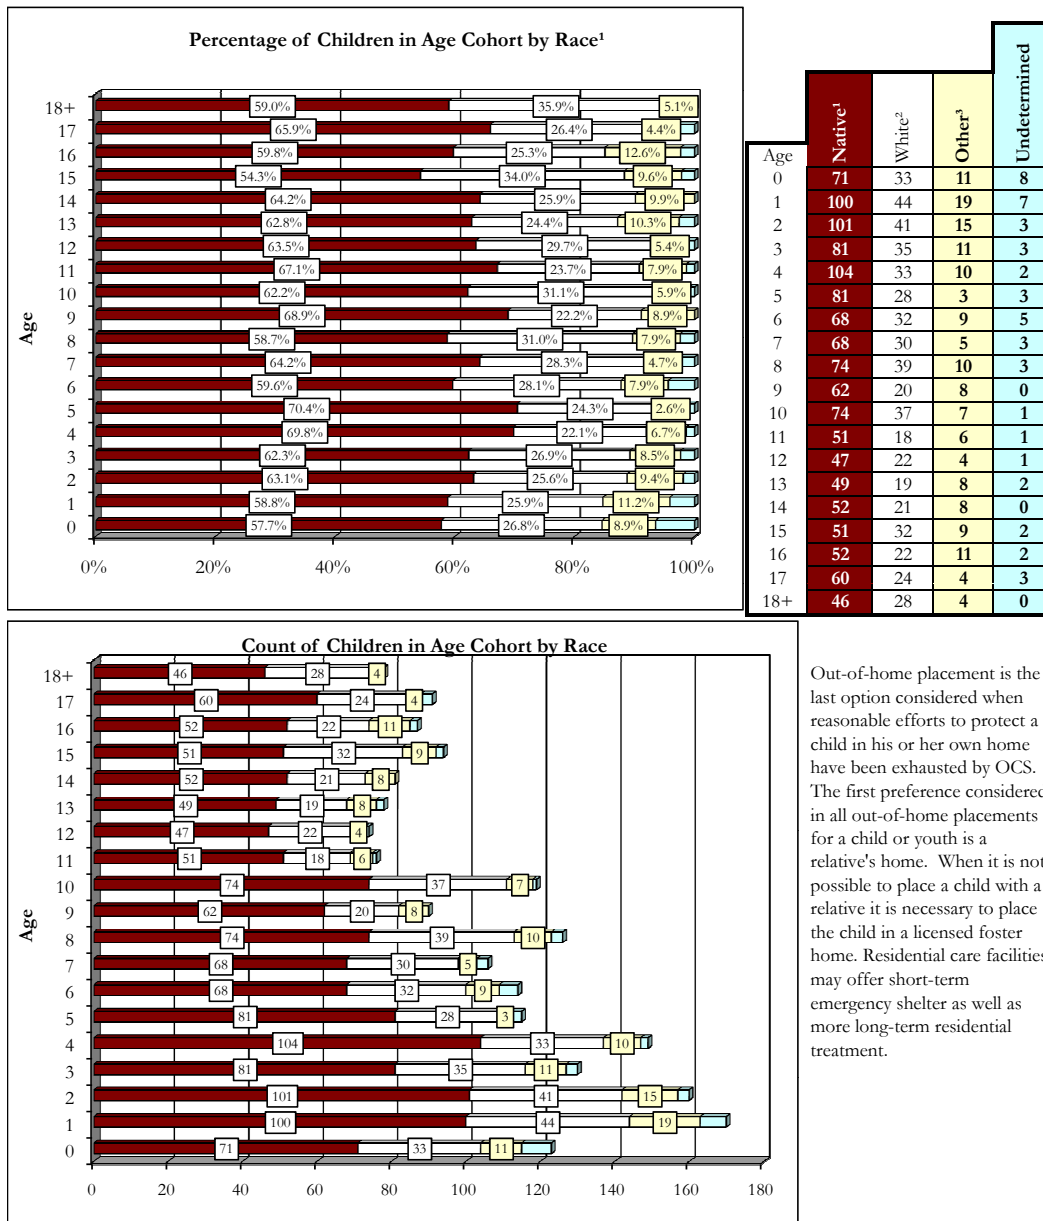 Percentage of Children in Age Cohort by Race¹
Age
18+ 59.0% 35.9% 5.1%
17 65.9% 26.4% 4.4%
16 59.8% 25.3% 12.6%
15 54.3% 34.0% 9.6%
14 64.2% 25.9% 9.9%
13 62.8% 24.4% 10.3%
12 63.5% 29.7% 5.4%
11 67.1% 23.7% 7.9%
10 62.2% 31.1% 5.9%
9 68.9% 22.2% 8.9%
8 58.7% 31.0% 7.9%
7 64.2% 28.3% 4.7%
6 59.6% 28.1% 7.9%
5 70.4% 24.3% 2.6%
4 69.8% 22.1% 6.7%
3 62.3% 26.9% 8.5%
2 63.1% 25.6% 9.4%
1 58.8% 25.9% 11.2%
0 57.7% 26.8% 8.9%
0% 20% 40% 60% 80% 100%
Age Native¹ White² Other³ Undetermined
0 71 33 11 8
1 100 44 19 7
2 101 41 15 3
3 81 35 11 3
4 104 33 10 2
5 81 28 3 3
6 68 32 9 5
7 68 30 5 3
8 74 39 10 3
9 62 20 8 0
10 74 37 7 1
11 51 18 6 1
12 47 22 4 1
13 49 19 8 2
14 52 21 8 0
15 51 32 9 2
16 52 22 11 2
17 60 24 4 3
18+ 46 28 4 0
Count of Children in Age Cohort by Race
Age
18+ 46 28 4
17 60 24 4
16 52 22 11
15 51 32 9
14 52 21 8
13 49 19 8
12 47 22 4
11 51 18 6
10 74 37 7
9 62 20 8
8 74 39 10
7 68 30 5
6 68 32 9
5 81 28 3
4 104 33 10
3 81 35 11
2 101 41 15
1 100 44 19
0 71 33 11
0 20 40 60 80 100 120 140 160 180
Out-of-home placement is the
last option considered when
reasonable efforts to protect a
child in his or her own home
have been exhausted by OCS.
The first preference considered
in all out-of-home placements
for a child or youth is a
relative's home. When it is not
possible to place a child with a
relative it is necessary to place
the child in a licensed foster
home. Residential care facilities
may offer short-term
emergency shelter as well as
more long-term residential
treatment.